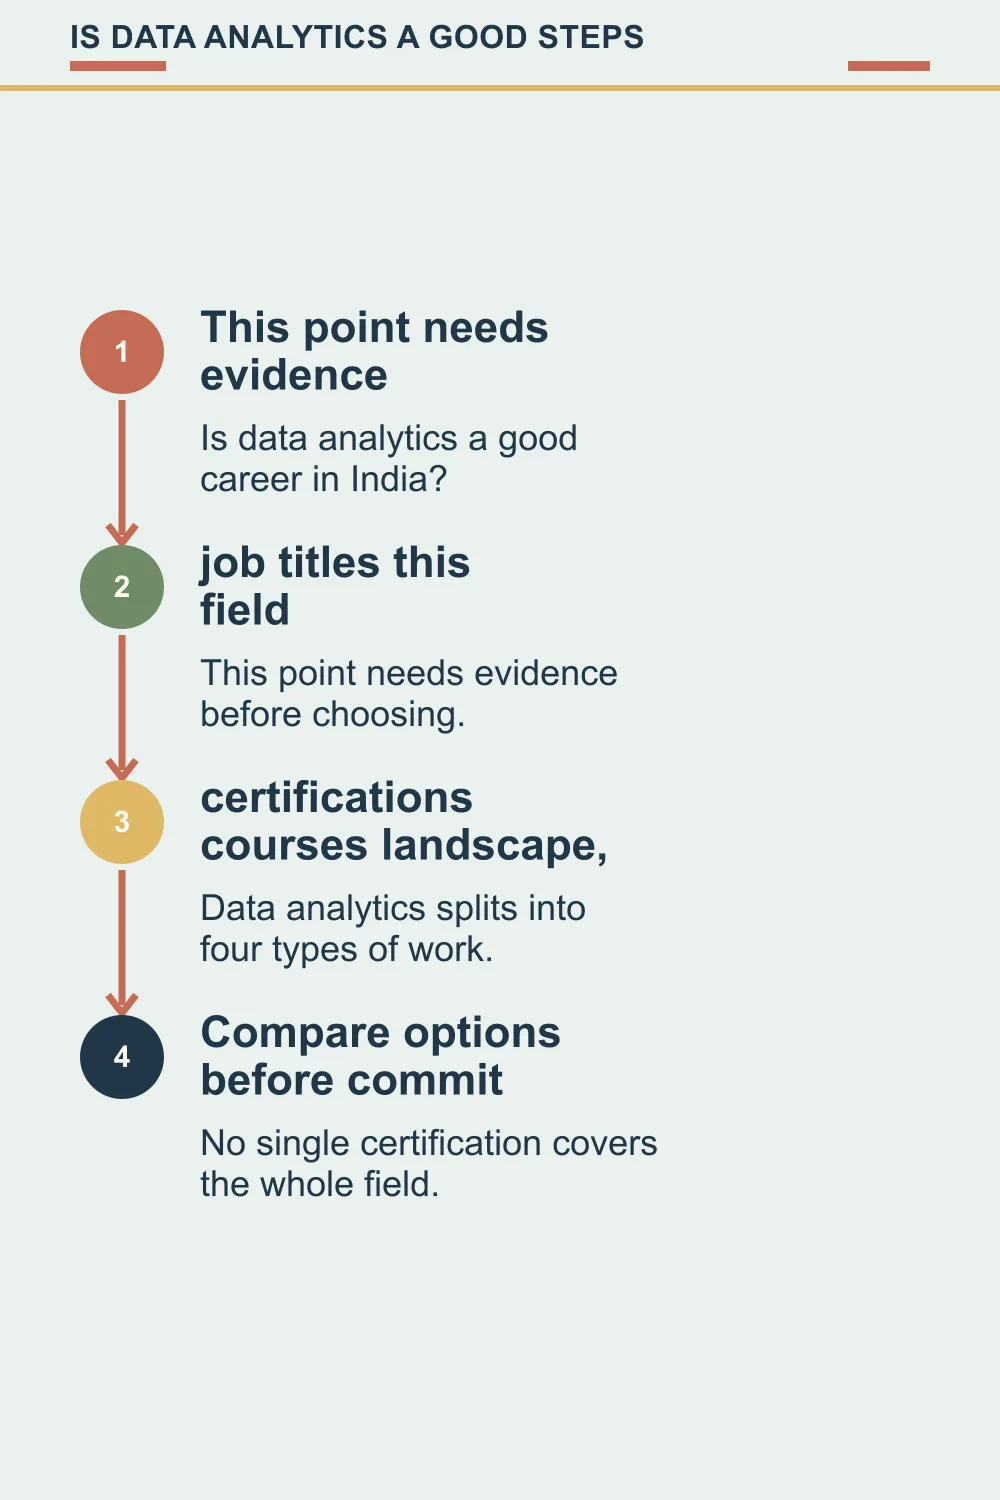 IS DATA ANALYTICS A GOOD STEPS
1
This point needs
evidence
Is data analytics a good
career in India?
2
job titles this
field
This point needs evidence
before choosing.
3
certifications
courses landscape,
Data analytics splits into
four types of work.
4
Compare options
before commit
No single certification covers
the whole field.